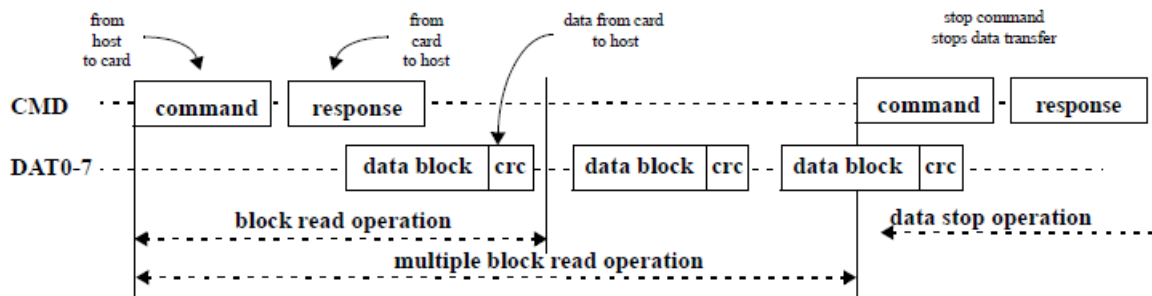 from
host
to card
from
card
to host
data from card
to host
stop command
stops data transfer
CMD
command
response
command
response
DAT0-7
data block
crc
data block
crc
data block
crc
block read operation
data stop operation
multiple block read operation